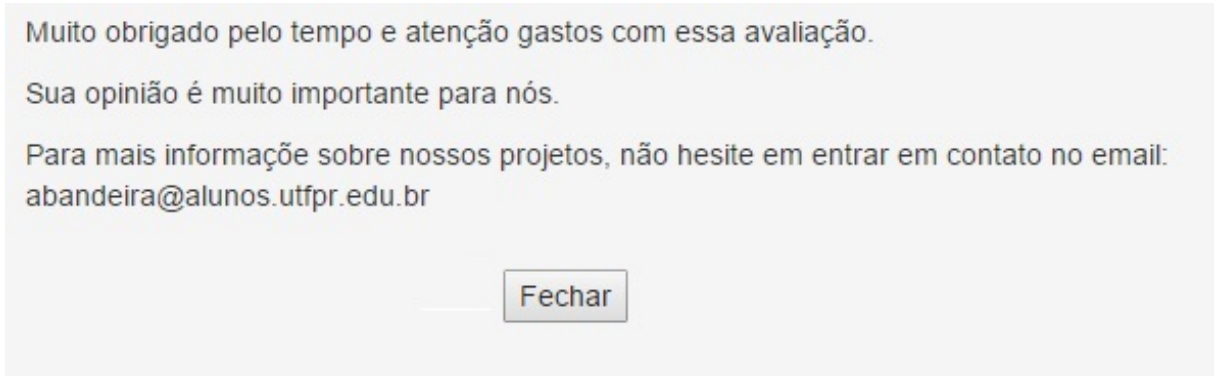 Muito obrigado pelo tempo e atenção gastos com essa avaliação.
Sua opinião é muito importante para nós.
Para mais informaçõe sobre nossos projetos, não hesite em entrar em contato no email:
abandeira@alunos.utfpr.edu.br
Fechar